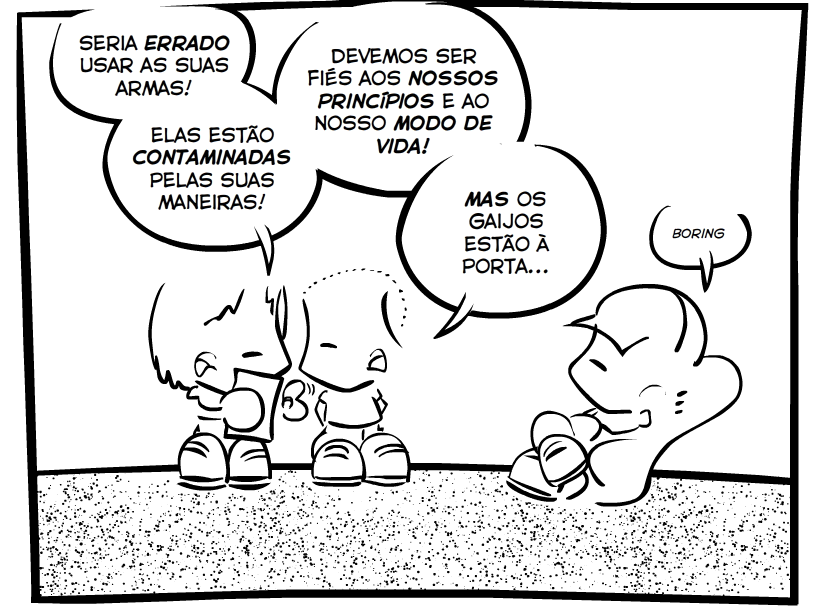 SERIA ERRADO
USAR AS SUAS
ARMAS!
ELAS ESTÃO
CONTAMINADAS
PELAS SUAS
MANEIRAS!
DEVEMOS SER
FIÉS AOS NOSSOS
PRINCÍPIOS E AO
NOSSO MODO DE
VIDA!
MAS OS
GAIJOS
ESTÃO À
PORTA...
BORING